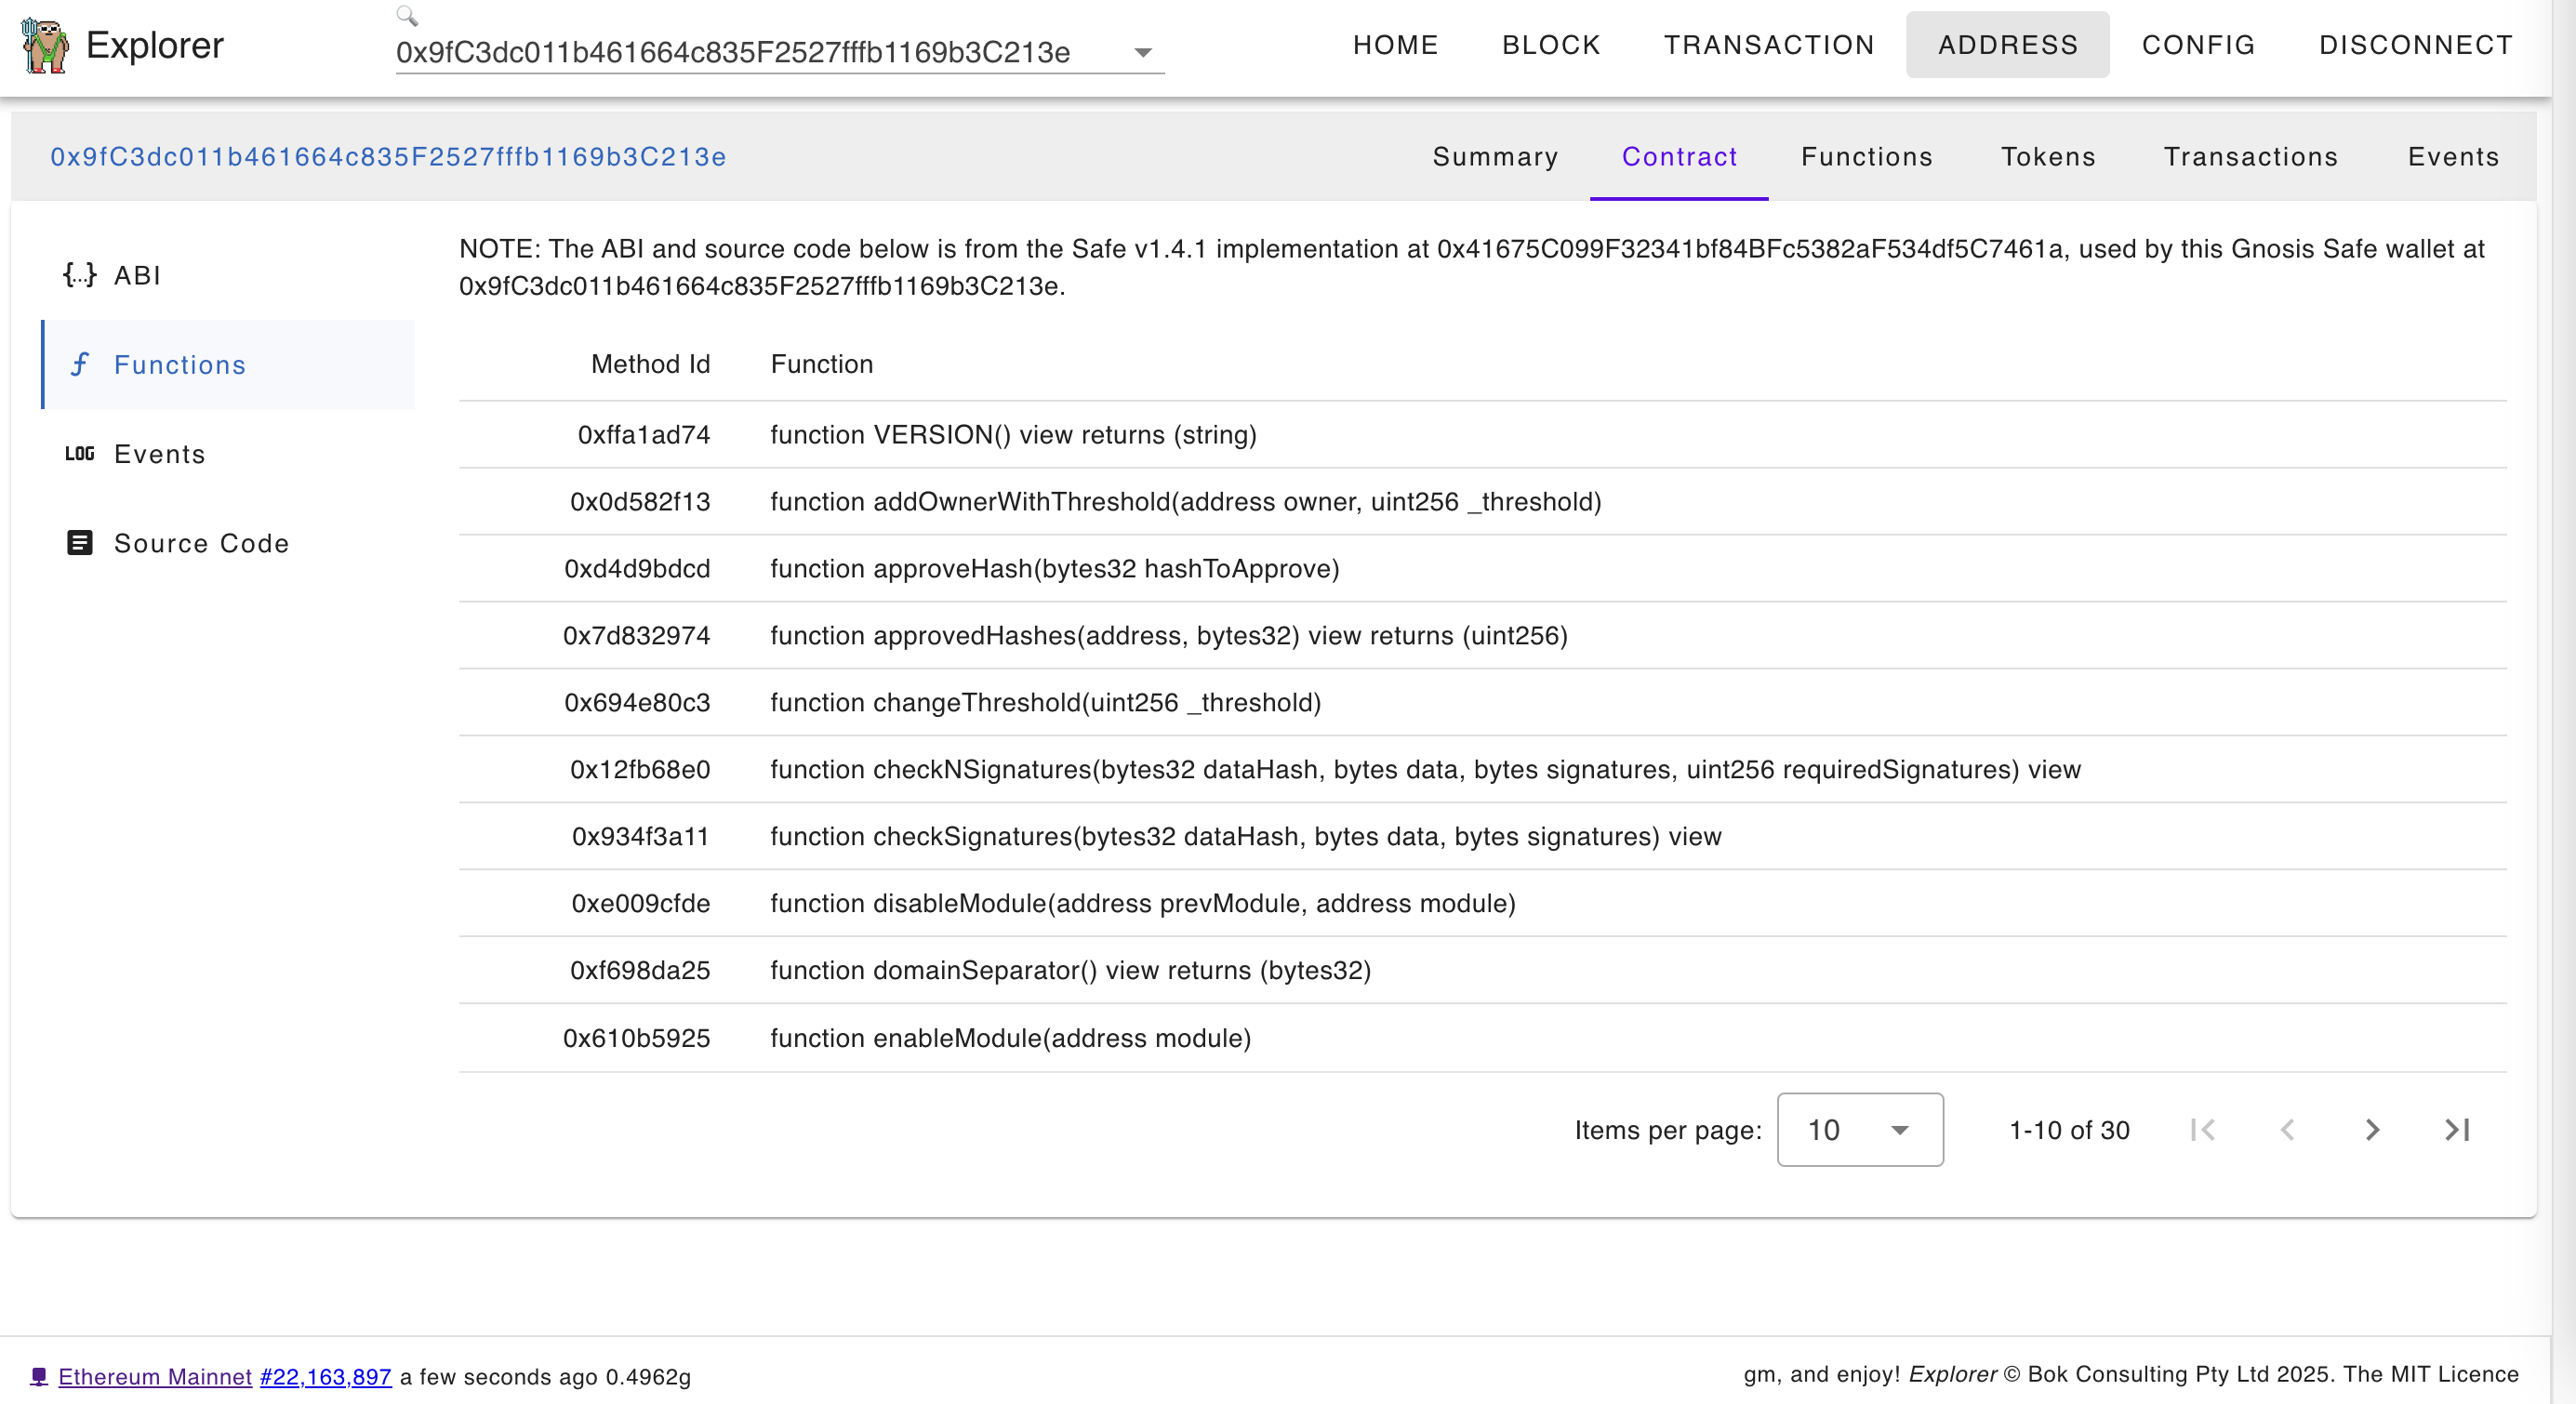 Explorer
0x9fC3dc011b461664c835F2527fffb1169b3C213e
HOME BLOCK TRANSACTION ADDRESS CONFIG DISCONNECT
0x9fC3dc011b461664c835F2527fffb1169b3C213e
Summary Contract Functions Tokens Transactions Events
{...} ABI
Functions
LOG Events
Source Code
NOTE: The ABI and source code below is from the Safe v1.4.1 implementation at 0x41675C099F32341bf84BFc5382aF534df5C7461a, used by this Gnosis Safe wallet at
0x9fC3dc011b461664c835F2527fffb1169b3C213e.
Method Id Function
0xffa1ad74 function VERSION() view returns (string)
0x0d582f13 function addOwnerWithThreshold(address owner, uint256 _threshold)
0xd4d9bdcd function approveHash(bytes32 hashToApprove)
0x7d832974 function approvedHashes(address, bytes32) view returns (uint256)
0x694e80c3 function changeThreshold(uint256 _threshold)
0x12fb68e0 function checkNSignatures(bytes32 dataHash, bytes data, bytes signatures, uint256 requiredSignatures) view
0x934f3a11 function checkSignatures(bytes32 dataHash, bytes data, bytes signatures) view
0xe009cfde function disableModule(address prevModule, address module)
0xf698da25 function domainSeparator() view returns (bytes32)
0x610b5925 function enableModule(address module)
Items per page: 10 1-10 of 30
Ethereum Mainnet #22,163,897 a few seconds ago 0.4962g
gm, and enjoy! Explorer © Bok Consulting Pty Ltd 2025. The MIT Licence